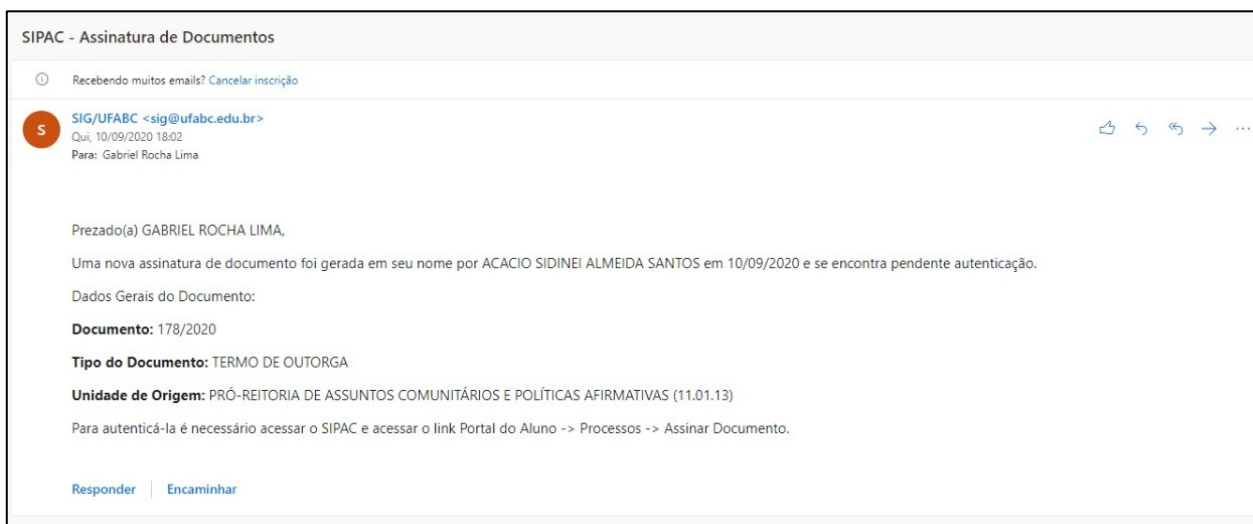 SIPAC - Assinatura de Documentos
Recebendo muitos emails? Cancelar inscrição
S
SIG/UFABC <sig@ufabc.edu.br>
Qui, 10/09/2020 18:02
Para: Gabriel Rocha Lima
Prezado(a) GABRIEL ROCHA LIMA,
Uma nova assinatura de documento foi gerada em seu nome por ACACIO SIDINEI ALMEIDA SANTOS em 10/09/2020 e se encontra pendente autenticação.
Dados Gerais do Documento:
Documento: 178/2020
Tipo do Documento: TERMO DE OUTORGA
Unidade de Origem: PRÓ-REITORIA DE ASSUNTOS COMUNITÁRIOS E POLÍTICAS AFIRMATIVAS (11.01.13)
Para autenticá-la é necessário acessar o SIPAC e acessar o link Portal do Aluno -> Processos -> Assinar Documento.
Responder | Encaminhar